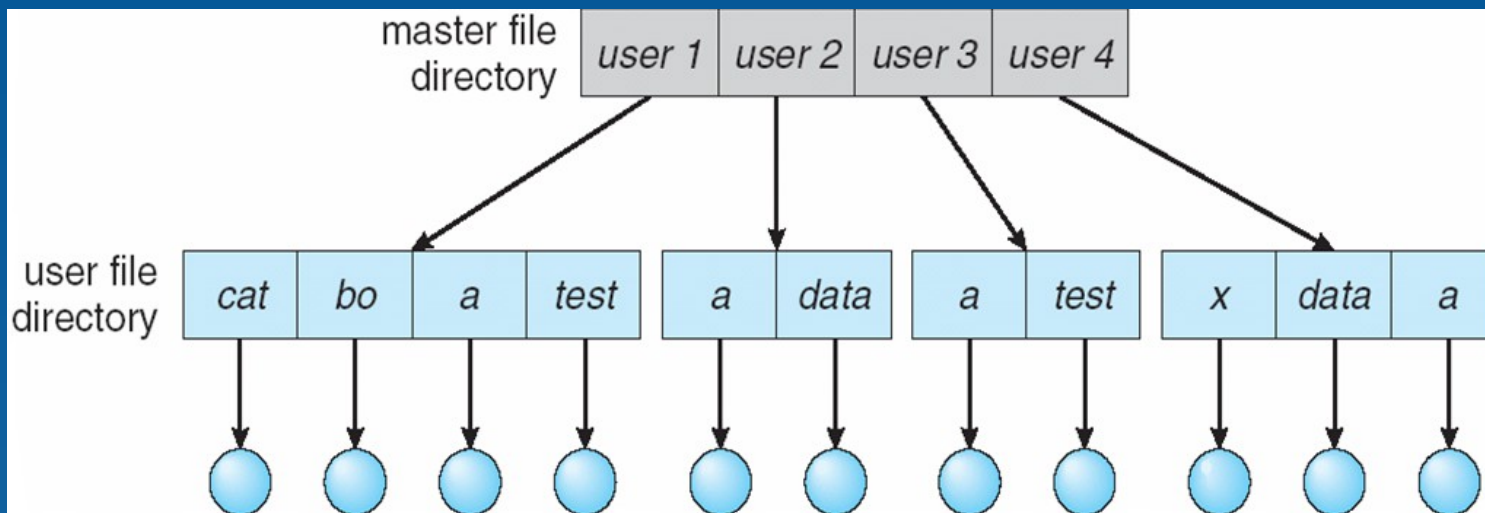 master file
directory
user 1 user 2 user 3 user 4
user file
directory
cat bo a test a data a test x data a